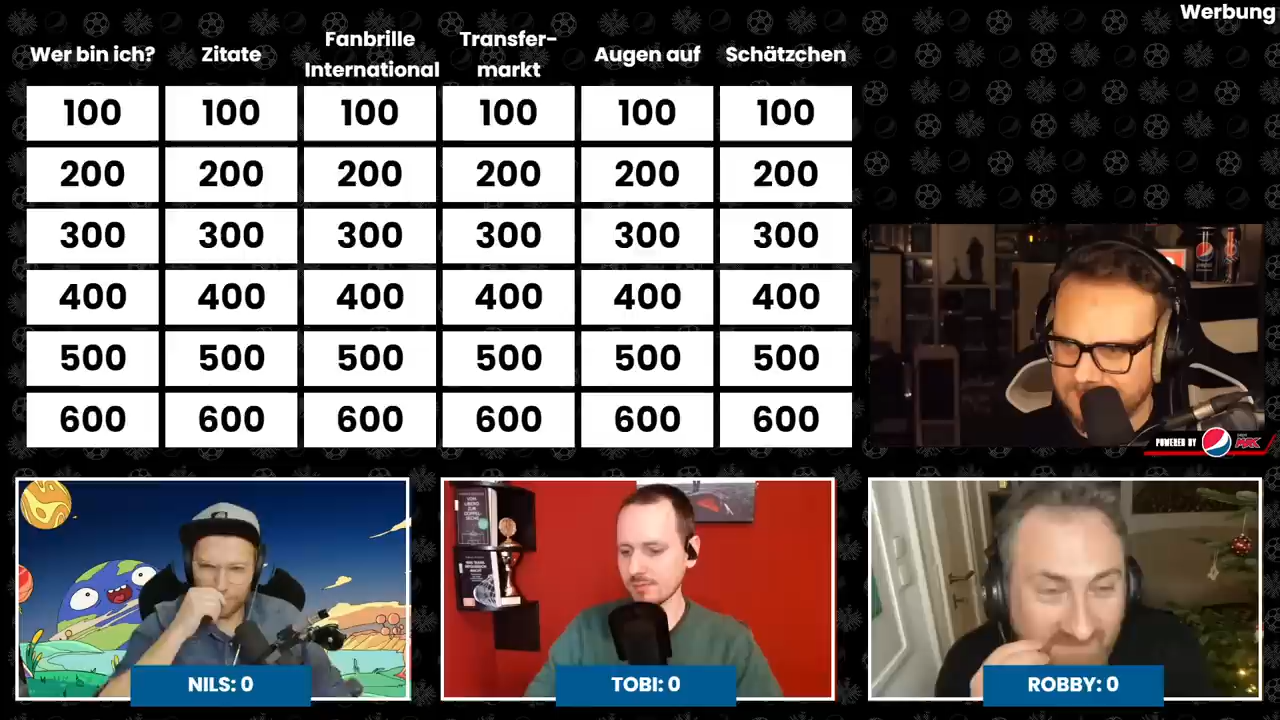 Werbung
Wer bin ich?
Zitate
Fanbrille
International
Transfer-
markt
Augen auf
Schätzchen
100 100 100 100 100 100
200 200 200 200 200 200
300 300 300 300 300 300
400 400 400 400 400 400
500 500 500 500 500 500
600 600 600 600 600 600
POWERED BY
MAX
NILS: 0
TOBI: 0
ROBBY: 0